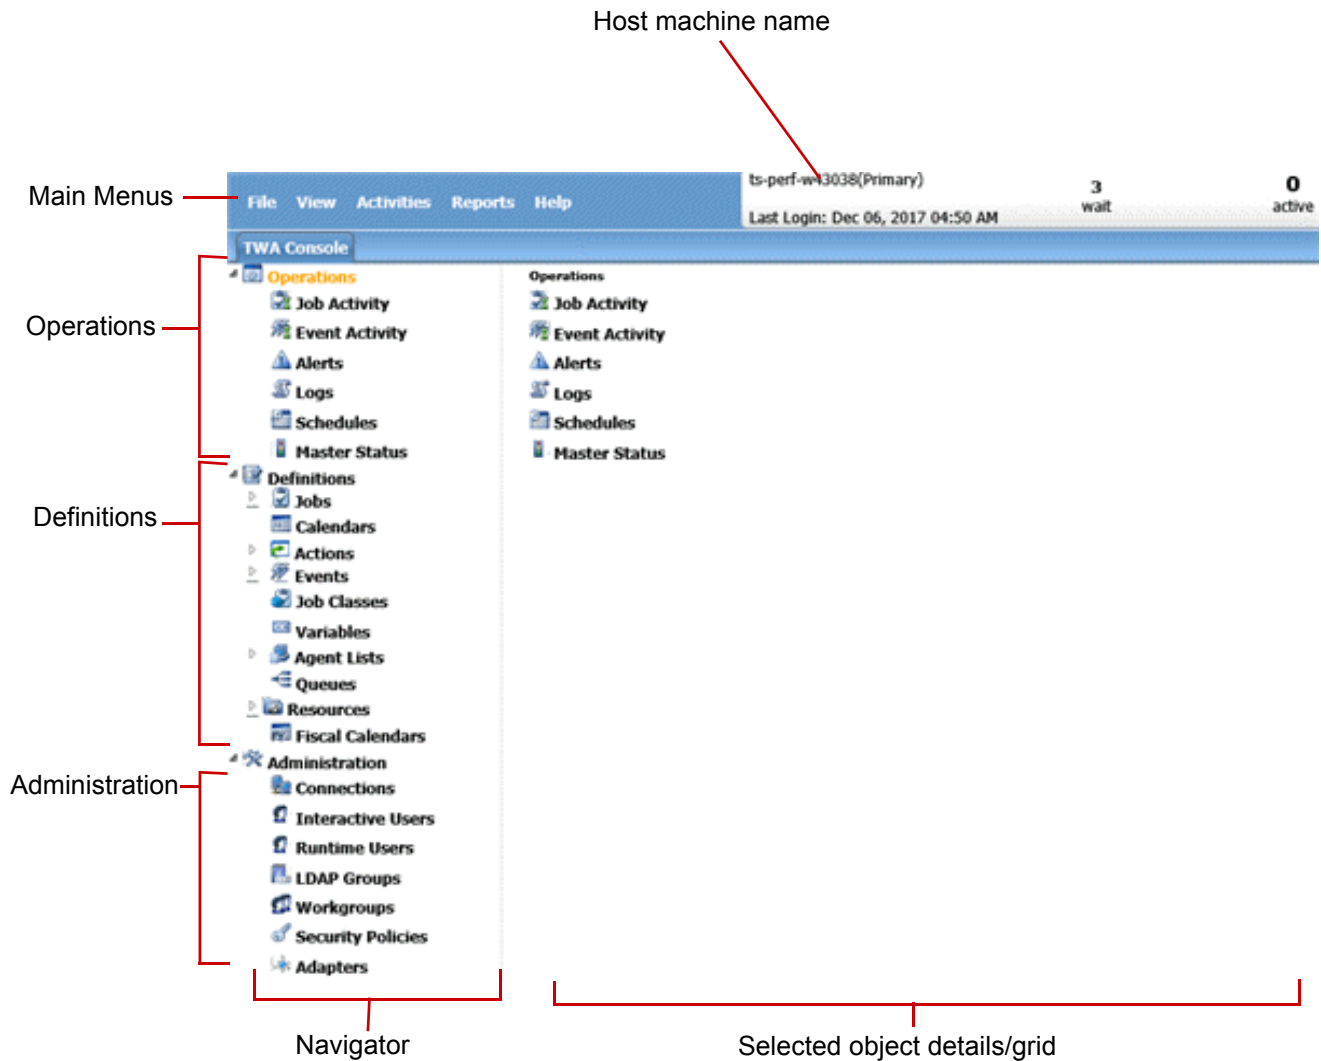 Host machine name
Main Menus
File View Activities Reports Help
ts-perf-w43038(Primary)
3
wait
0
active
Last Login: Dec 06, 2017 04:50 AM
TWA Console
Operations
Operations
Job Activity
Event Activity
Alerts
Logs
Schedules
Master Status
Operations
Job Activity
Event Activity
Alerts
Logs
Schedules
Master Status
Definitions
Definitions
Jobs
Calendars
Actions
Events
Job Classes
Variables
Agent Lists
Queues
Resources
Fiscal Calendars
Administration
Administration
Connections
Interactive Users
Runtime Users
LDAP Groups
Workgroups
Security Policies
Adapters
Navigator
Selected object details/grid